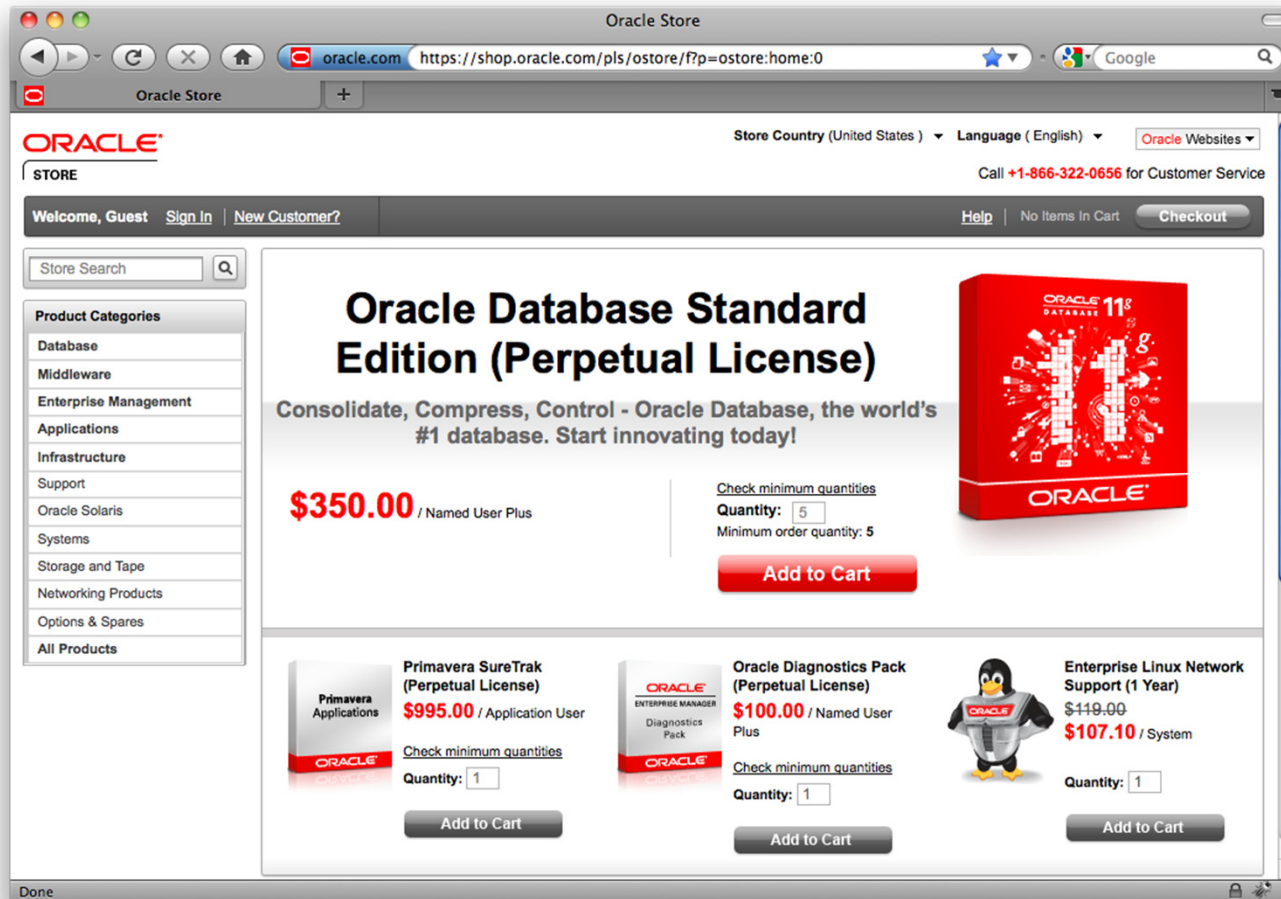 Oracle Store
oracle.com https://shop.oracle.com/pls/ostore/f?p=ostore:home:0 Google
Oracle Store +
ORACLE
STORE
Store Country (United States ) Language ( English) Oracle Websites
Call +1-866-322-0656 for Customer Service
Welcome, Guest Sign In | New Customer? Help | No Items In Cart Checkout
Store Search
Product Categories
Database
Middleware
Enterprise Management
Applications
Infrastructure
Support
Oracle Solaris
Systems
Storage and Tape
Networking Products
Options & Spares
All Products
Oracle Database Standard
Edition (Perpetual License)
Consolidate, Compress, Control - Oracle Database, the world's
#1 database. Start innovating today!
$350.00 / Named User Plus
Check minimum quantities
Quantity: 5
Minimum order quantity: 5
Add to Cart
ORACLE 11g
DATABASE
g
11
ORACLE
Primavera
Applications
ORACLE
Primavera SureTrak
(Perpetual License)
$995.00 / Application User
Check minimum quantities
Quantity: 1
Add to Cart
ORACLE
ENTERPRISE MANAGER
Diagnostics
Pack
ORACLE
Oracle Diagnostics Pack
(Perpetual License)
$100.00 / Named User
Plus
Check minimum quantities
Quantity: 1
Add to Cart
ORACLE
Enterprise Linux Network
Support (1 Year)
$119.00
$107.10 / System
Quantity: 1
Add to Cart
Done